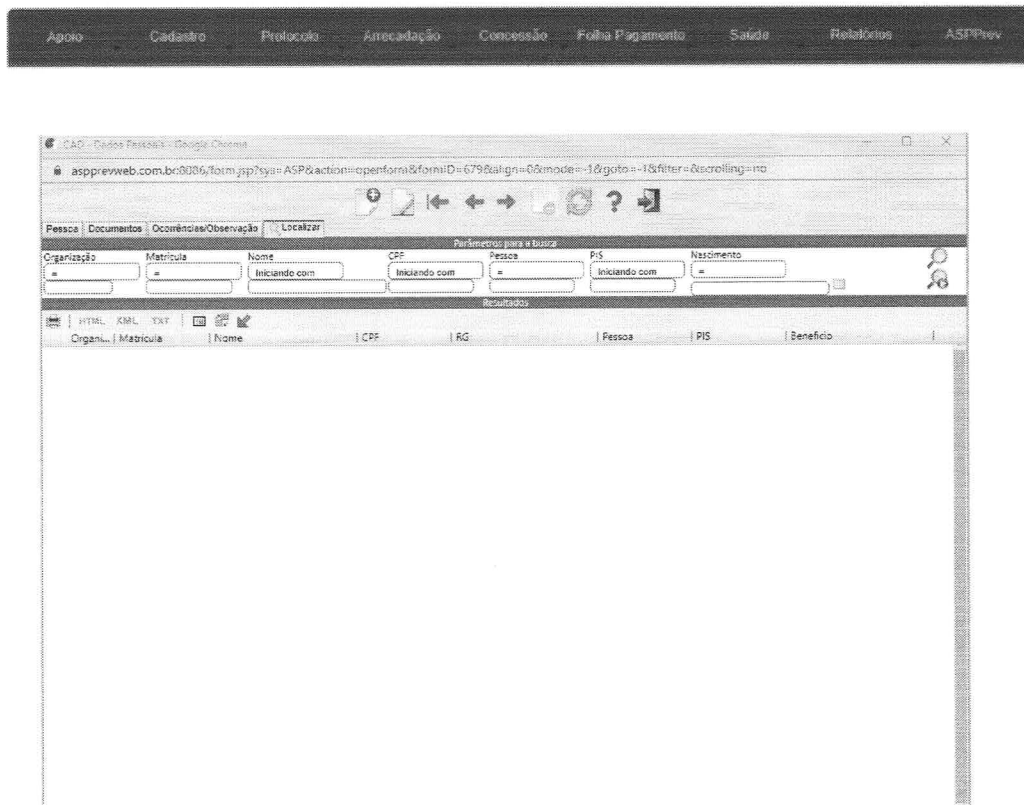 Apoio Cadastro Protocolo Arrecadação Concessão Folha Pagamento Saúde Relatórios ASPPrev
CAD - Dados Pessoais - Google Chrome
aspprevweb.com.br:8086/form.jsp?sys=ASP&action=openform&formID=679&align=0&mode=-1&goto=-1&filter=&scrolling=no
Pessoa Documentos Ocorrências/Observação Localizar
Parâmetros para a busca
Organização Matrícula Nome CPF Pessoa PIS Nascimento
= = Iniciando com Iniciando com = Iniciando com =
Resultados
HTML XML TXT
Organi... Matrícula Nome CPF RG Pessoa PIS Benefício